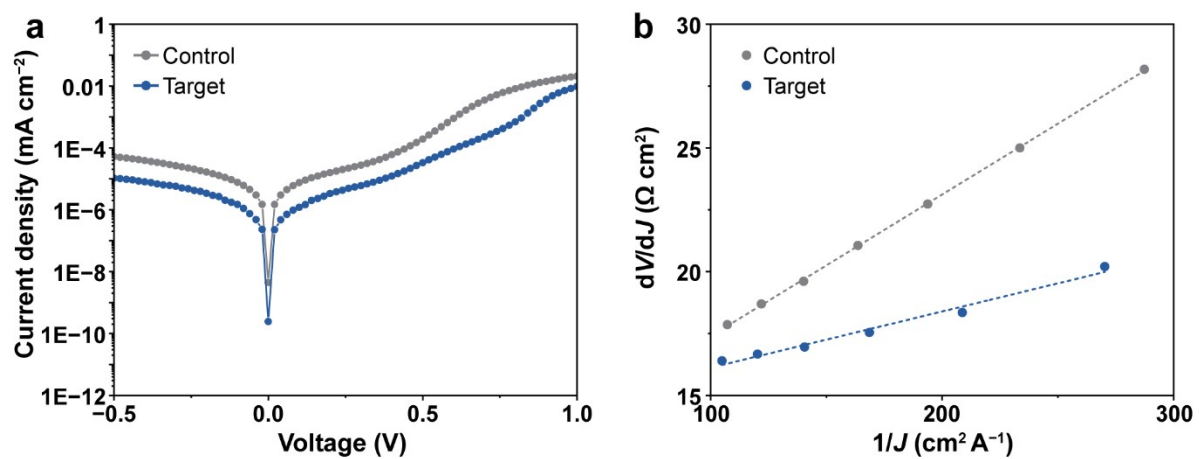 a
Current density (mA cm⁻²)
1
0.01
1E−4
1E−6
1E−8
1E−10
1E−12
Control
Target
−0.5
0.0
0.5
1.0
Voltage (V)
b
dV/dJ (Ω cm²)
30
25
20
15
Control
Target
100
200
300
1/J (cm² A⁻¹)